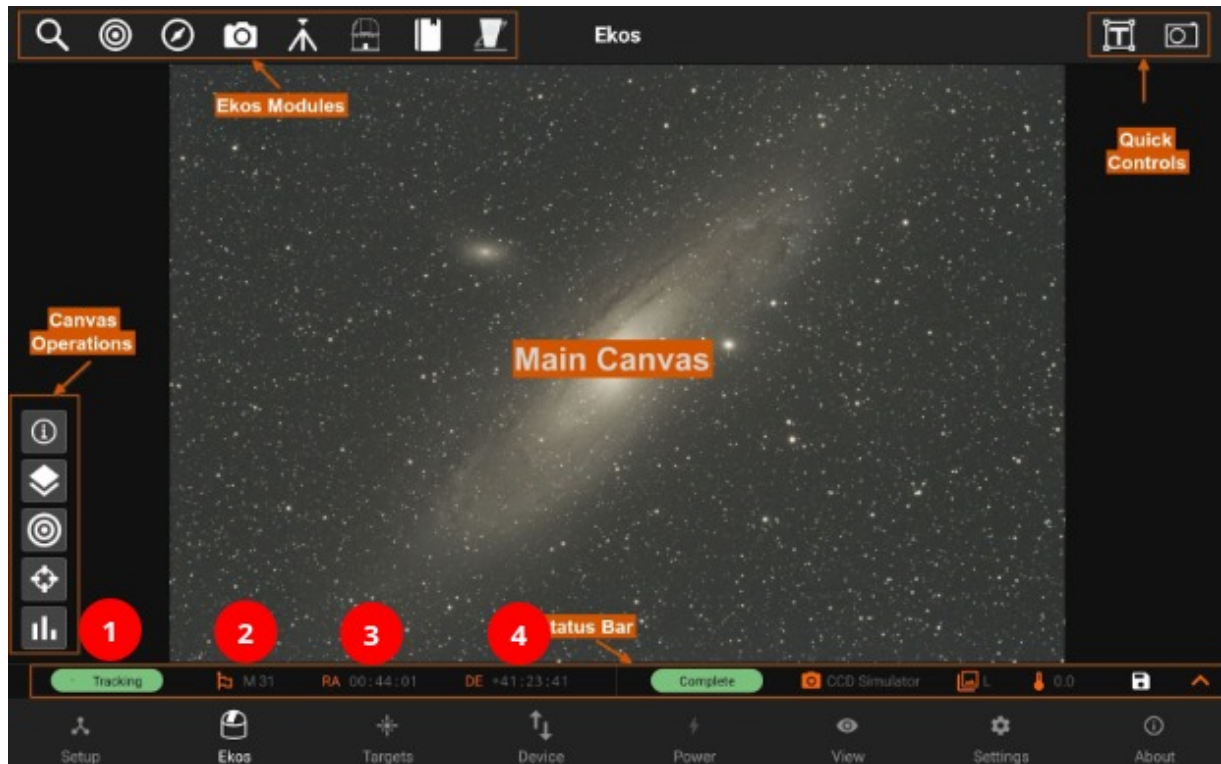 Ekos
Ekos Modules
Quick
Controls
Canvas
Operations
Main Canvas
1
2
3
4
tatus Bar
Tracking
M 31
RA 00:44:01
DE +41:23:41
Complete
CCD Simulator
L
0.0
Setup
Ekos
Targets
Device
Power
View
Settings
About